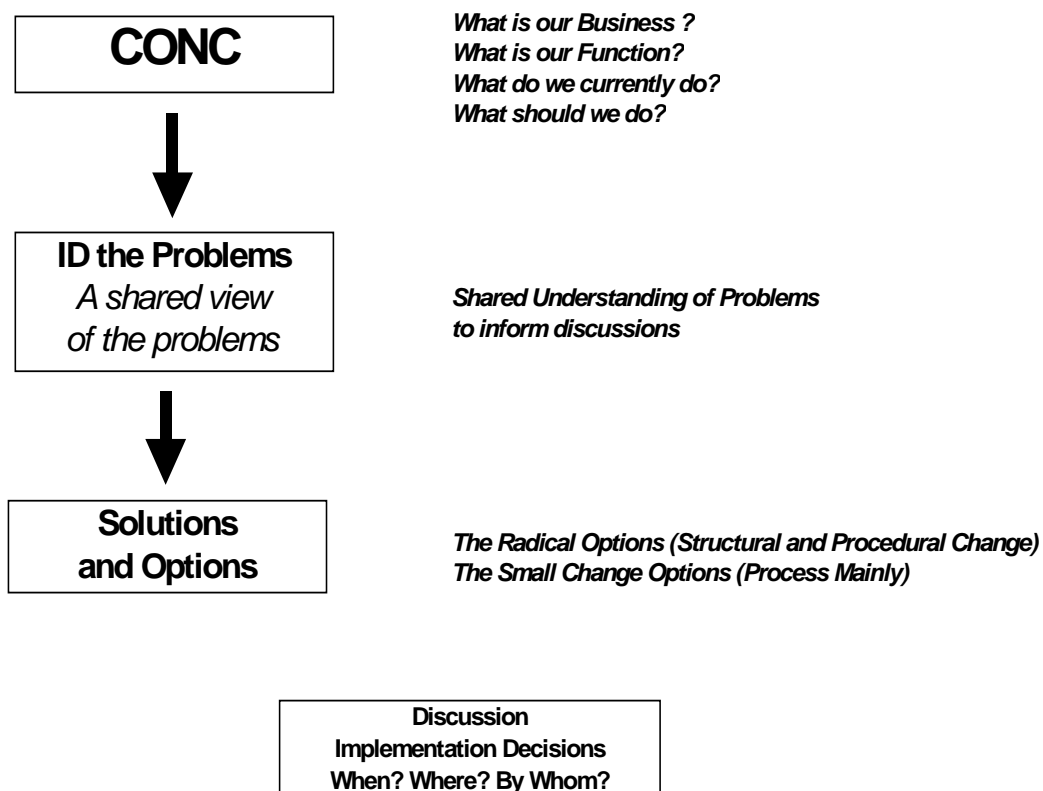 CONC
What is our Business ?
What is our Function?
What do we currently do?
What should we do?
ID the Problems
A shared view
of the problems
Shared Understanding of Problems
to inform discussions
Solutions
and Options
The Radical Options (Structural and Procedural Change)
The Small Change Options (Process Mainly)
Discussion
Implementation Decisions
When? Where? By Whom?